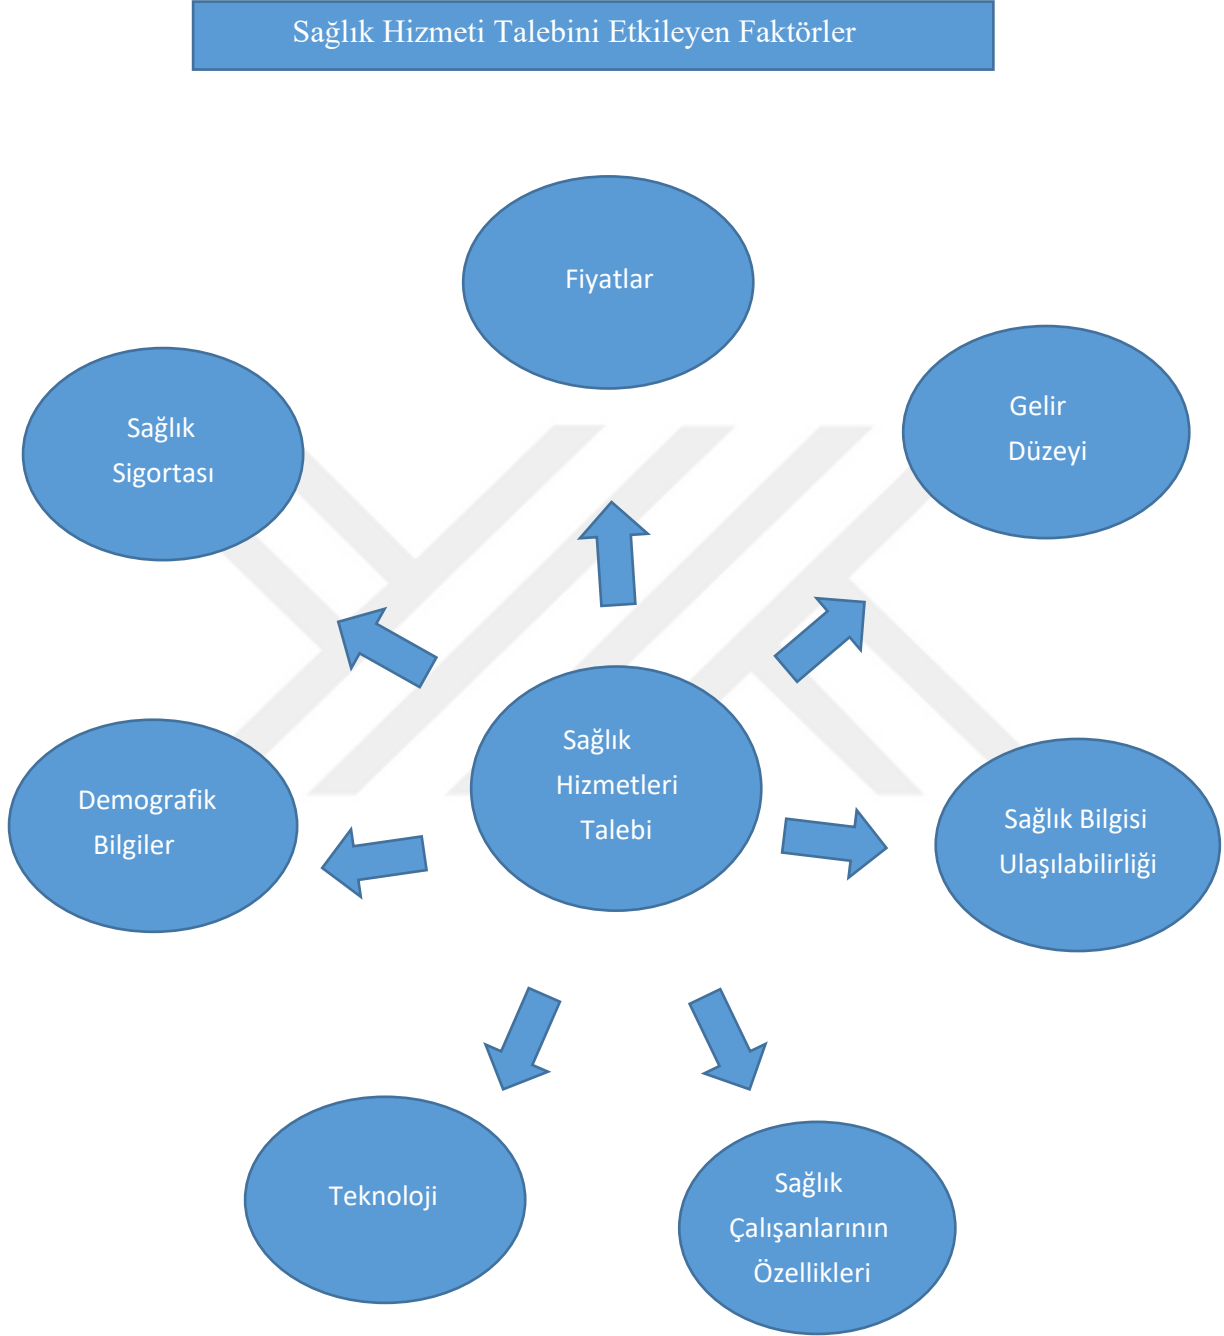 Sağlık Hizmeti Talebini Etkileyen Faktörler
Fiyatlar
Gelir
Düzeyi
Sağlık
Sigortası
Sağlık
Hizmetleri
Talebi
Demografik
Bilgiler
Sağlık Bilgisi
Ulaşılabilirliği
Teknoloji
Sağlık
Çalışanlarının
Özellikleri